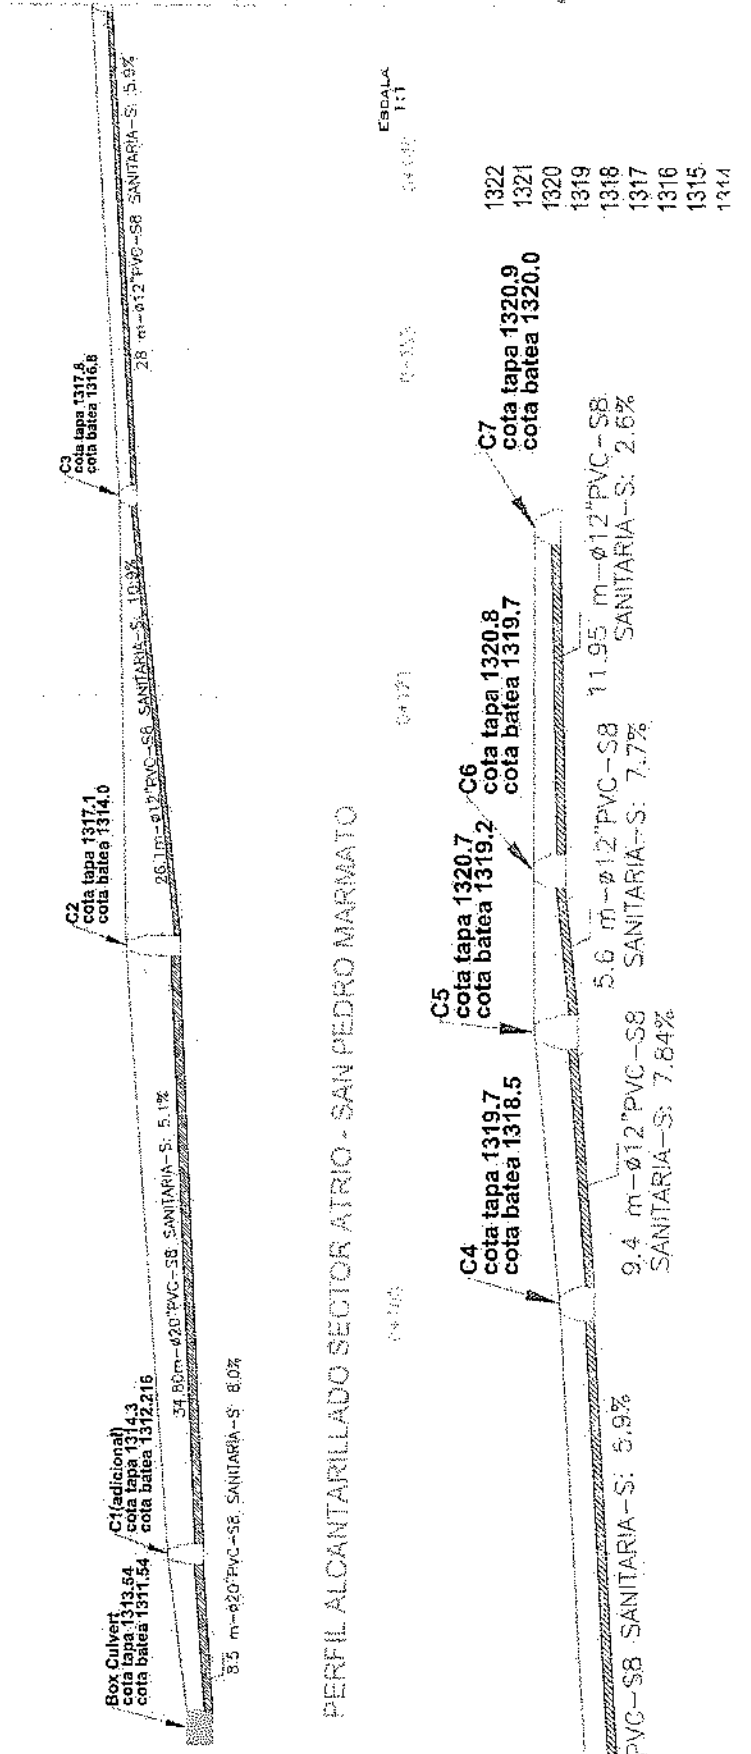 Box Culvert
cota tapa 1313.54
cota batea 1311.54
8.5 m-ø20"PVC-S8 SANITARIA-S: 8.0%
C1(adicional)
cota tapa 1314.3
cota batea 1312.216
34.80m-ø20"PVC-S8 SANITARIA-S: 5.1%
C2
cota tapa 1317.1
cota batea 1314.0
26.1m-ø12"PVC-S8 SANITARIA-S: 10.9%
C3
cota tapa 1317.8
cota batea 1316.8
28 m-ø12"PVC-S8 SANITARIA-S: 5.9%
PERFIL ALCANTARILLADO SECTOR ATRIO - SAN PEDRO MARMATO
ESCALA
1:1
PVC-S8 SANITARIA-S: 5.9%
C4
cota tapa 1319.7
cota batea 1318.5
9.4 m-ø12"PVC-S8
SANITARIA-S: 7.84%
C5
cota tapa 1320.7
cota batea 1319.2
5.6 m-ø12"PVC-S8
SANITARIA-S: 7.7%
C6
cota tapa 1320.8
cota batea 1319.7
11.95 m-ø12"PVC-S8
SANITARIA-S: 2.6%
C7
cota tapa 1320.9
cota batea 1320.0
1322
1321
1320
1319
1318
1317
1316
1315
1314